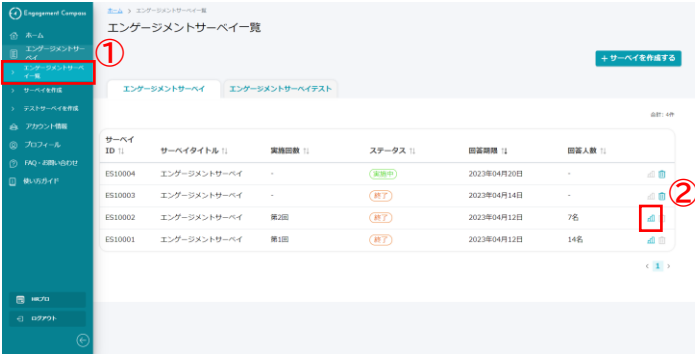 Engagement Compass
ホーム
エンゲージメントサーベイ
エンゲージメントサーベイ一覧
サーベイを作成
テストサーベイを作成
アカウント情報
プロフィール
FAQ・お問い合わせ
使い方ガイド
HRプロ
ログアウト
①
ホーム > エンゲージメントサーベイ一覧
エンゲージメントサーベイ一覧
+ サーベイを作成する
エンゲージメントサーベイ エンゲージメントサーベイテスト
合計: 4件
サーベイID サーベイタイトル 実施回数 ステータス 回答期限 回答人数
ES10004 エンゲージメントサーベイ - 実施中 2023年04月20日 -
ES10003 エンゲージメントサーベイ - 終了 2023年04月14日 -
②
ES10002 エンゲージメントサーベイ 第2回 終了 2023年04月12日 7名
ES10001 エンゲージメントサーベイ 第1回 終了 2023年04月12日 14名
< 1 >